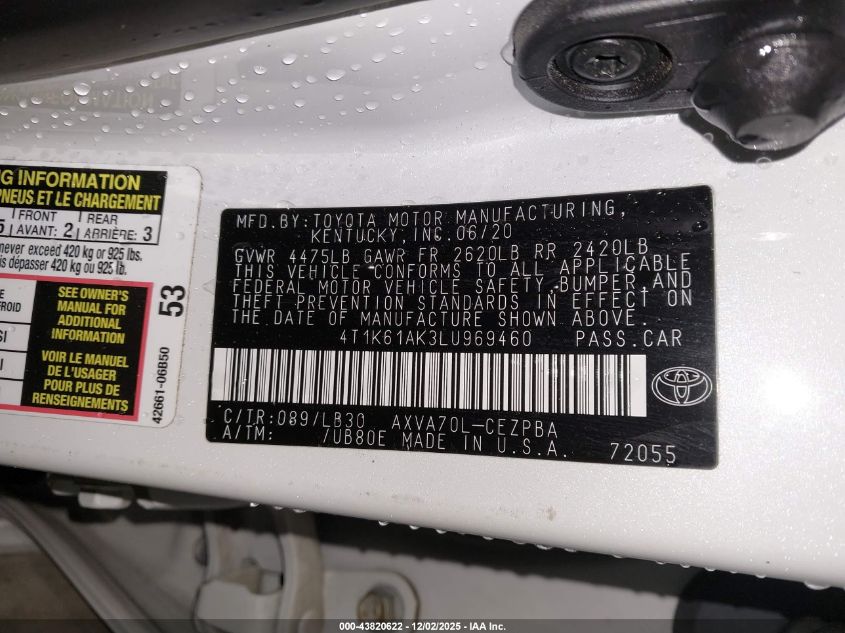 NG INFORMATION
PNEUS ET LE CHARGEMENT
FRONT
REAR
AVANT: 2
ARRIÈRE: 3
never exceed 420 kg or 925 lbs.
dépasser 420 kg ou 925 lb.
FROID
SEE OWNER'S
MANUAL FOR
ADDITIONAL
INFORMATION
VOIR LE MANUEL
DE L'USAGER
POUR PLUS DE
RENSEIGNEMENTS
53
42661-06B50
MFD.BY:TOYOTA MOTOR MANUFACTURING,
KENTUCKY,INC.06/20
GVWR 4475LB GAWR FR 2620LB RR 2420LB
THIS VEHICLE CONFORMS TO ALL APPLICABLE
FEDERAL MOTOR VEHICLE SAFETY,BUMPER,AND
THEFT PREVENTION STANDARDS IN EFFECT ON
THE DATE OF MANUFACTURE SHOWN ABOVE.
4T1K61AK3LU969460 PASS.CAR
C/TR:089/LB30 AXVA70L-CEZPBA
A/TM: /UB80E MADE IN U.S.A.
72055
000-43820622 - 12/02/2025 - IAA Inc.